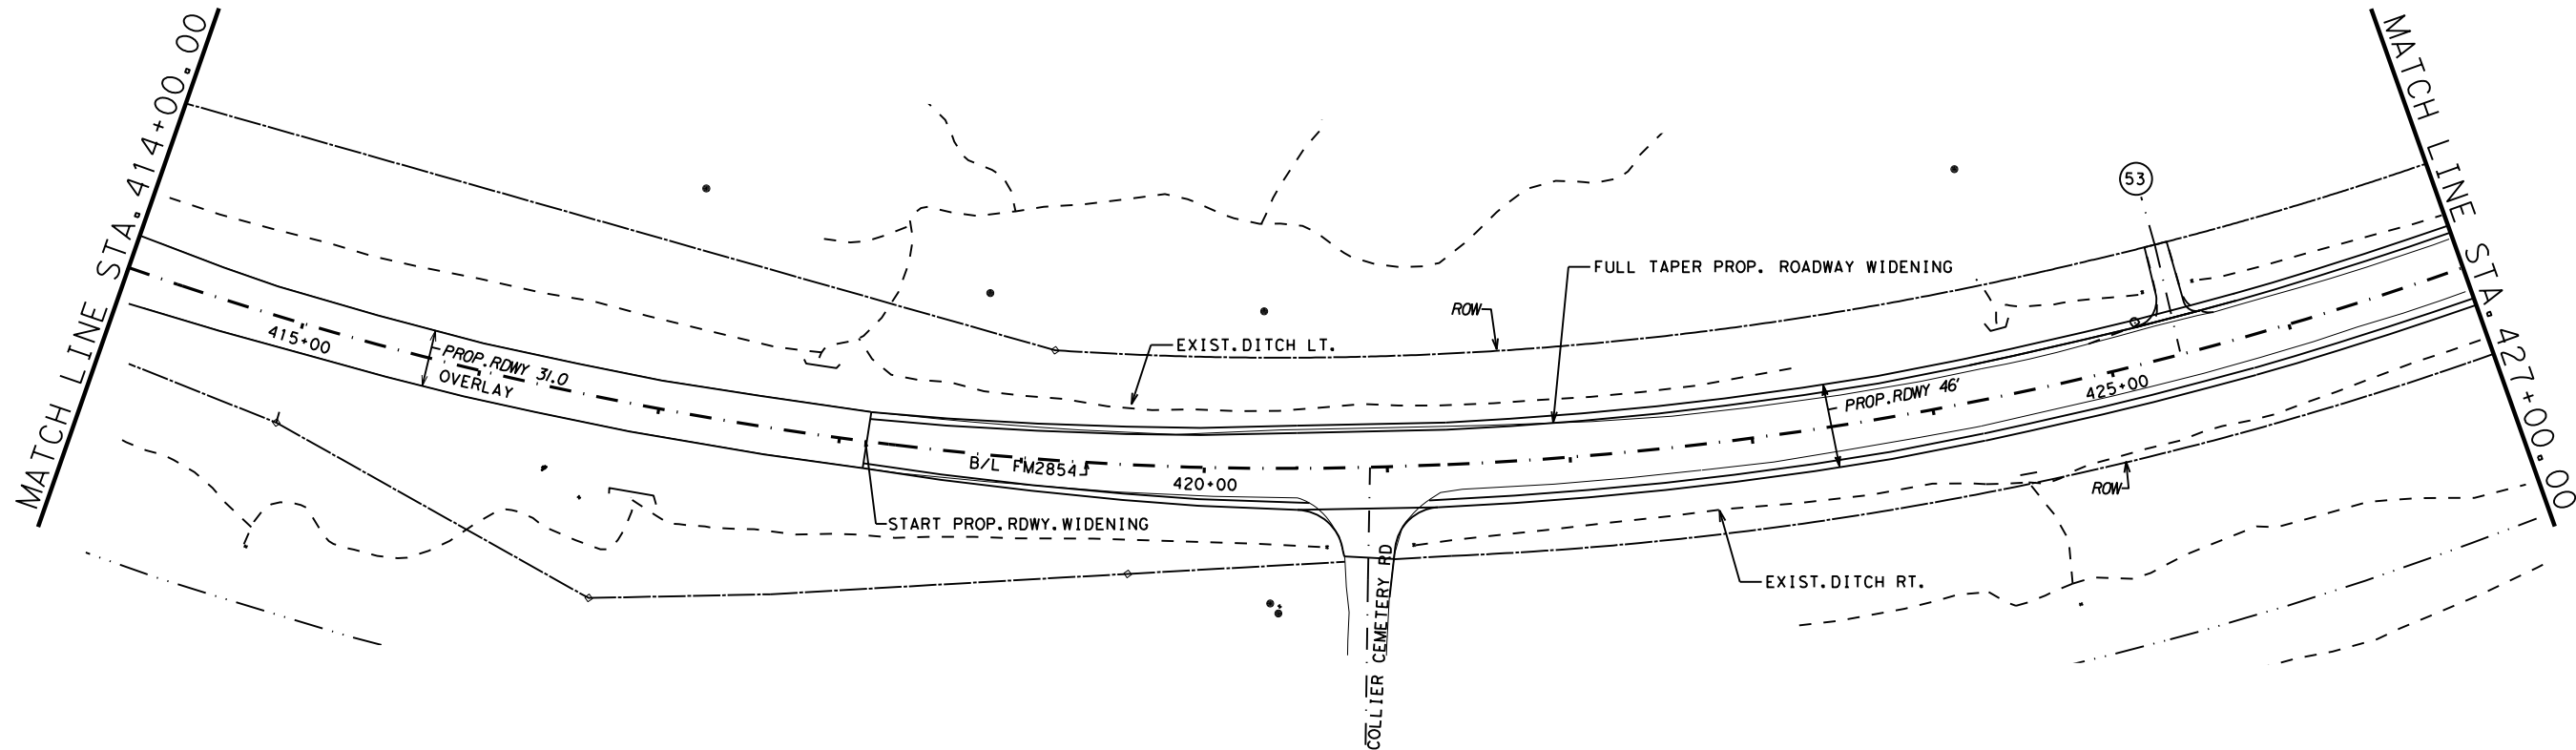 MATCH LINE STA. 414+00.00
MATCH LINE STA. 427+00.00
53
FULL TAPER PROP. ROADWAY WIDENING
ROW
415+00
EXIST.DITCH LT.
PROP.RDWY 31.0
OVERLAY
PROP.RDWY 46'
425+00
B/L FM2854
420+00
ROW
START PROP.RDWY.WIDENING
EXIST.DITCH RT.
COLLIER CEMETERY RD